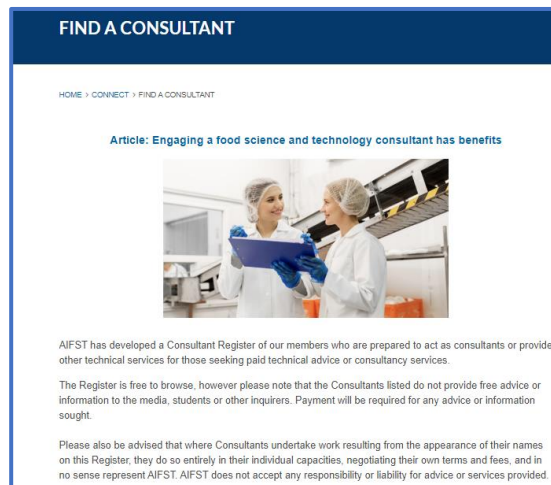 FIND A CONSULTANT
HOME > CONNECT > FIND A CONSULTANT
Article: Engaging a food science and technology consultant has benefits
AIFST has developed a Consultant Register of our members who are prepared to act as consultants or provide
other technical services for those seeking paid technical advice or consultancy services.
The Register is free to browse, however please note that the Consultants listed do not provide free advice or
information to the media, students or other inquirers. Payment will be required for any advice or information
sought.
Please also be advised that where Consultants undertake work resulting from the appearance of their names
on this Register, they do so entirely in their individual capacities, negotiating their own terms and fees, and in
no sense represent AIFST. AIFST does not accept any responsibility or liability for advice or services provided.